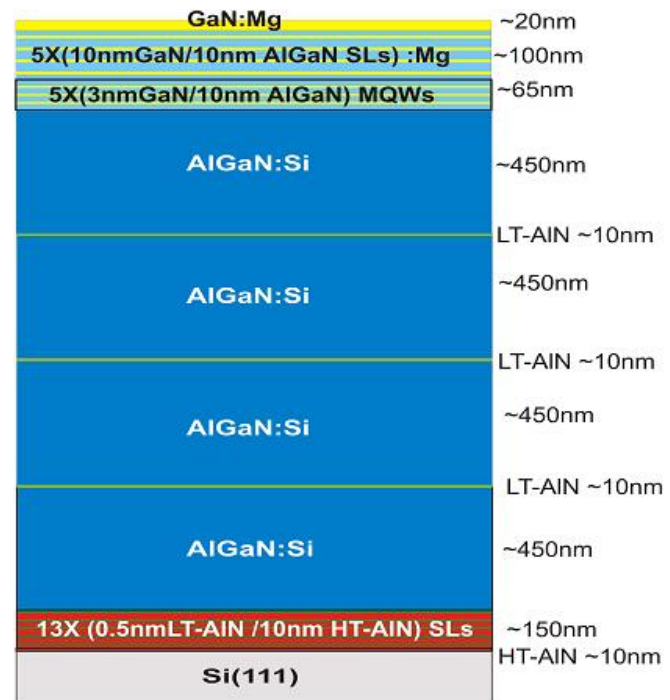 GaN:Mg ~20nm
5X(10nmGaN/10nm AlGaN SLs) :Mg ~100nm
5X(3nmGaN/10nm AlGaN) MQWs ~65nm
AlGaN:Si ~450nm
LT-AlN ~10nm
AlGaN:Si ~450nm
LT-AlN ~10nm
AlGaN:Si ~450nm
LT-AlN ~10nm
AlGaN:Si ~450nm
13X (0.5nmLT-AlN /10nm HT-AlN) SLs ~150nm
HT-AlN ~10nm
Si(111)